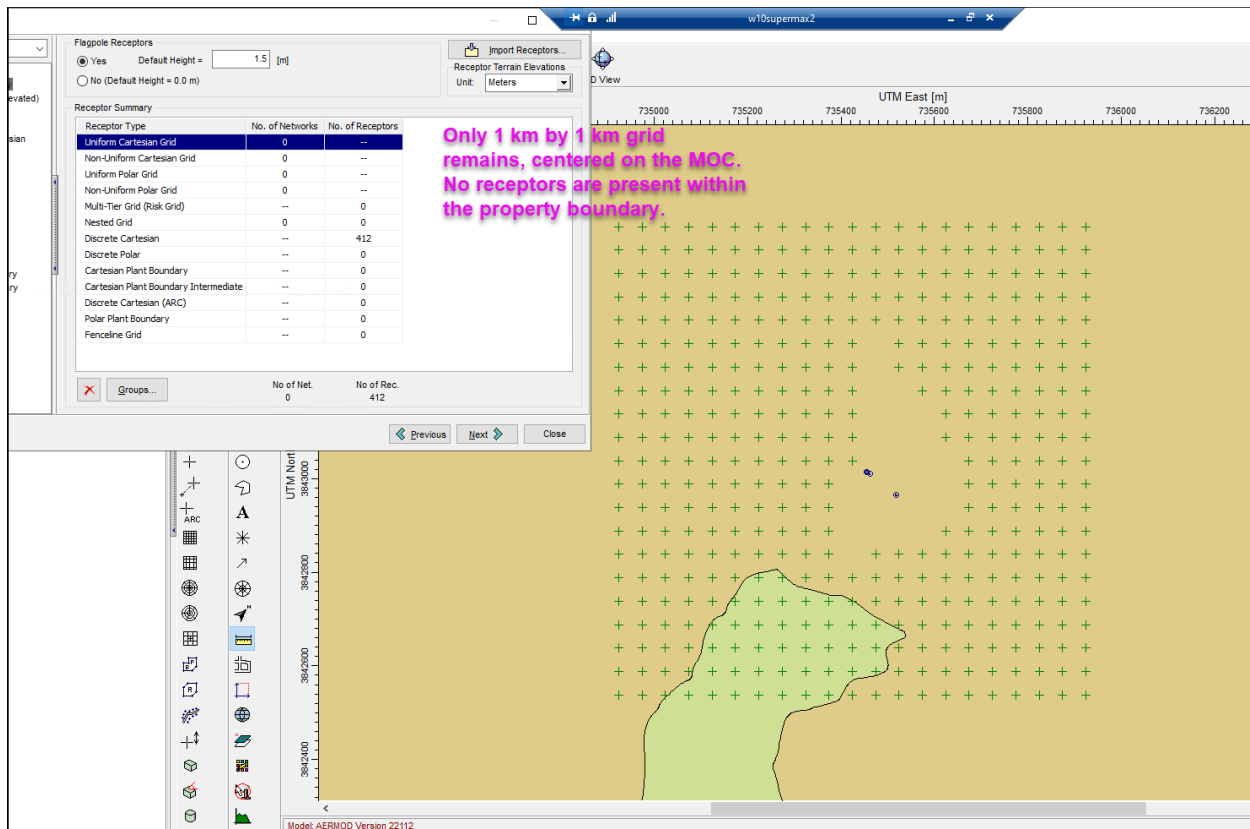 w10supermax2
Flagpole Receptors
Yes Default Height = 1.5 [m]
No (Default Height = 0.0 m)
Import Receptors...
Receptor Terrain Elevations
Unit: Meters
evated)
sian
ry
ry
Receptor Summary
Receptor Type No. of Networks No. of Receptors
Uniform Cartesian Grid 0 --
Non-Uniform Cartesian Grid 0 --
Uniform Polar Grid 0 --
Non-Uniform Polar Grid 0 --
Multi-Tier Grid (Risk Grid) -- 0
Nested Grid 0 0
Discrete Cartesian -- 412
Discrete Polar -- 0
Cartesian Plant Boundary -- 0
Cartesian Plant Boundary Intermediate -- 0
Discrete Cartesian (ARC) -- 0
Polar Plant Boundary -- 0
Fenceline Grid -- 0
Groups...
No of Net. No of Rec.
0 412
Previous Next Close
Only 1 km by 1 km grid
remains, centered on the MOC.
No receptors are present within
the property boundary.
D View
UTM East [m]
735000 735200 735400 735600 735800 736000 736200
UTM Nort
3843000
3842800
3842600
3842400
ARC
A
N
R
Model: AERMOD Version 22112